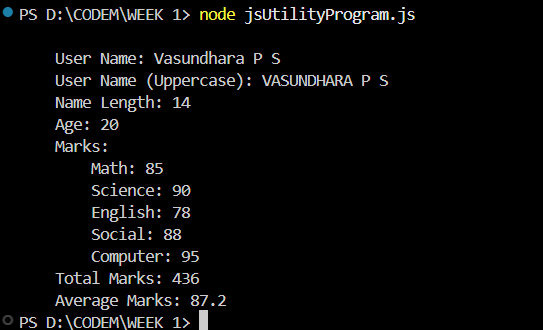 PS D:\CODEM\WEEK 1> node jsUtilityProgram.js
User Name: Vasundhara P S
User Name (Uppercase): VASUNDHARA P S
Name Length: 14
Age: 20
Marks:
Math: 85
Science: 90
English: 78
Social: 88
Computer: 95
Total Marks: 436
Average Marks: 87.2
PS D:\CODEM\WEEK 1>